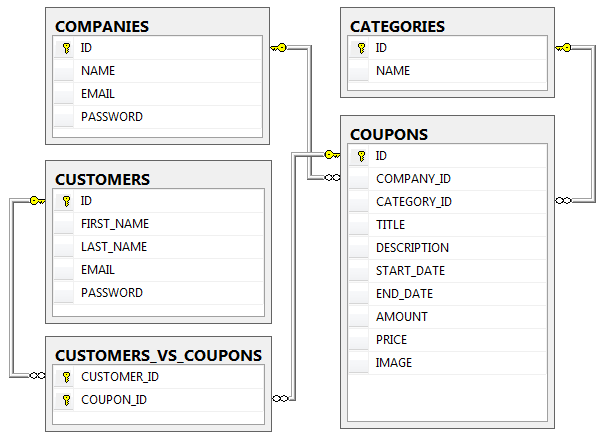 COMPANIES
ID
NAME
EMAIL
PASSWORD
CATEGORIES
ID
NAME
CUSTOMERS
ID
FIRST_NAME
LAST_NAME
EMAIL
PASSWORD
COUPONS
ID
COMPANY_ID
CATEGORY_ID
TITLE
DESCRIPTION
START_DATE
END_DATE
AMOUNT
PRICE
IMAGE
CUSTOMERS_VS_COUPONS
CUSTOMER_ID
COUPON_ID